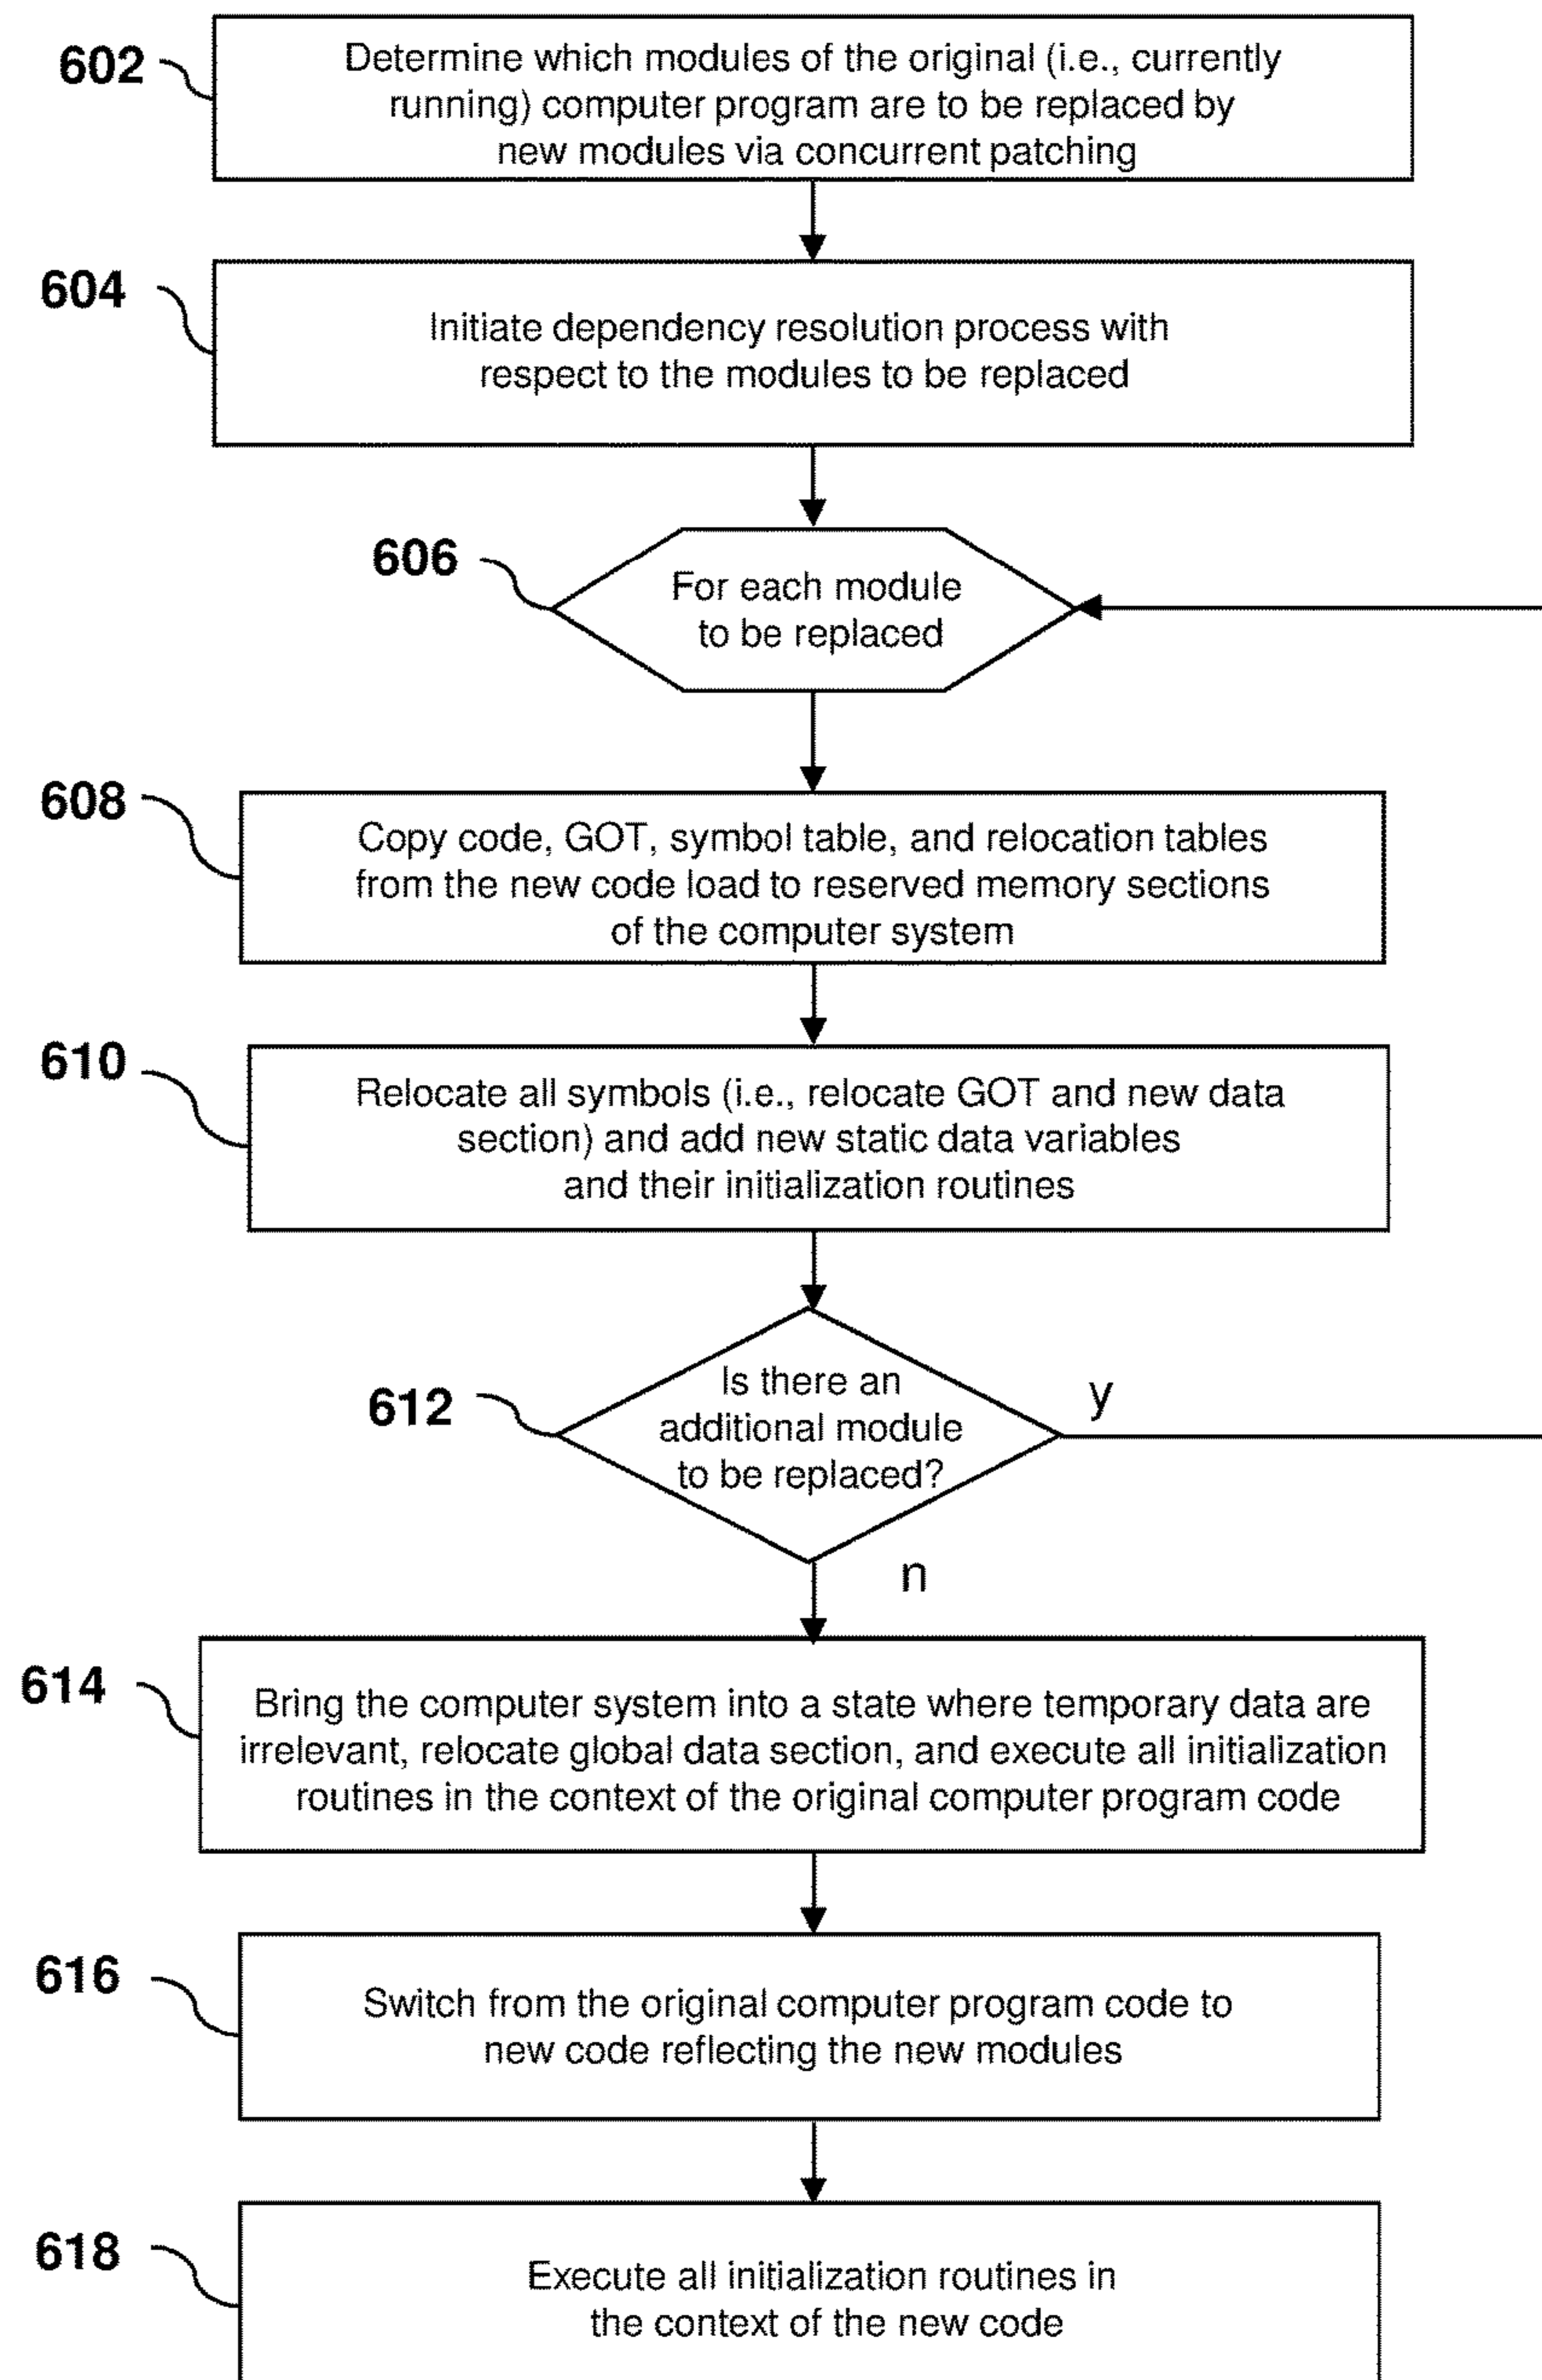 602
Determine which modules of the original (i.e., currently
running) computer program are to be replaced by
new modules via concurrent patching
604
Initiate dependency resolution process with
respect to the modules to be replaced
606
For each module
to be replaced
608
Copy code, GOT, symbol table, and relocation tables
from the new code load to reserved memory sections
of the computer system
610
Relocate all symbols (i.e., relocate GOT and new data
section) and add new static data variables
and their initialization routines
612
Is there an
additional module
to be replaced?
y
n
614
Bring the computer system into a state where temporary data are
irrelevant, relocate global data section, and execute all initialization
routines in the context of the original computer program code
616
Switch from the original computer program code to
new code reflecting the new modules
618
Execute all initialization routines in
the context of the new code